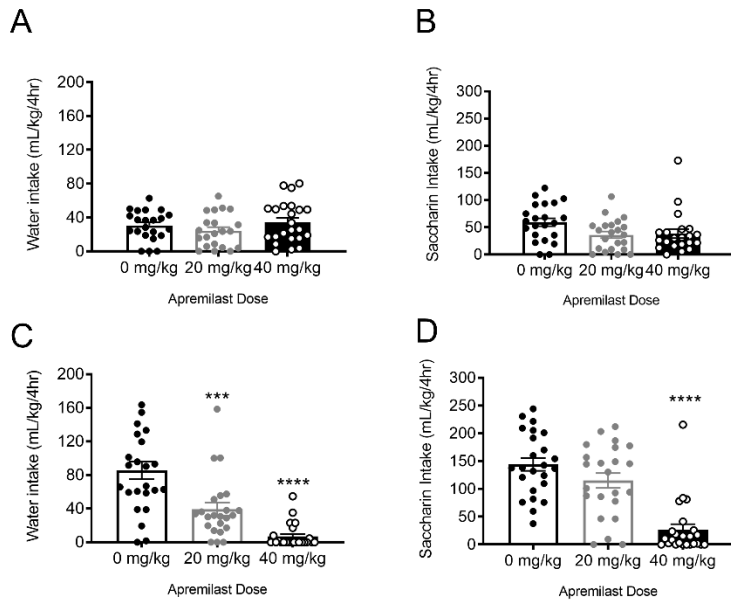 A
Water intake (mL/kg/4hr)
200
160
120
80
40
0
0 mg/kg 20 mg/kg 40 mg/kg
Apremilast Dose
B
Saccharin Intake (mL/kg/4hr)
300
250
200
150
100
50
0
0 mg/kg 20 mg/kg 40 mg/kg
Apremilast Dose
C
Water intake (mL/kg/4hr)
200
160
120
80
40
0
***
****
0 mg/kg 20 mg/kg 40 mg/kg
Apremilast Dose
D
Saccharin Intake (mL/kg/4hr)
300
250
200
150
100
50
0
****
0 mg/kg 20 mg/kg 40 mg/kg
Apremilast Dose